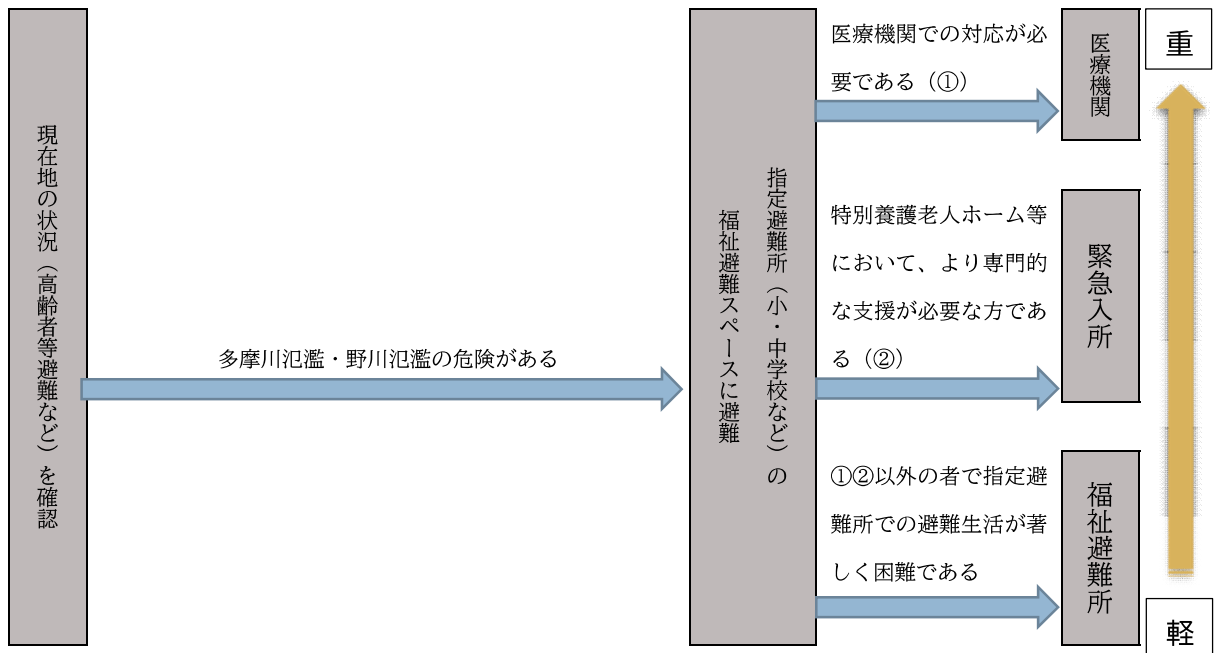 現在地の状況（高齢者等避難など）を確認
多摩川氾濫・野川氾濫の危険がある
指定避難所（小・中学校など）の
福祉避難スペースに避難
医療機関での対応が必
要である（①）
医療機関
特別養護老人ホーム等
において、より専門的
な支援が必要な方であ
る（②）
緊急入所
①②以外の者で指定避
難所での避難生活が著
しく困難である
福祉避難所
重
軽